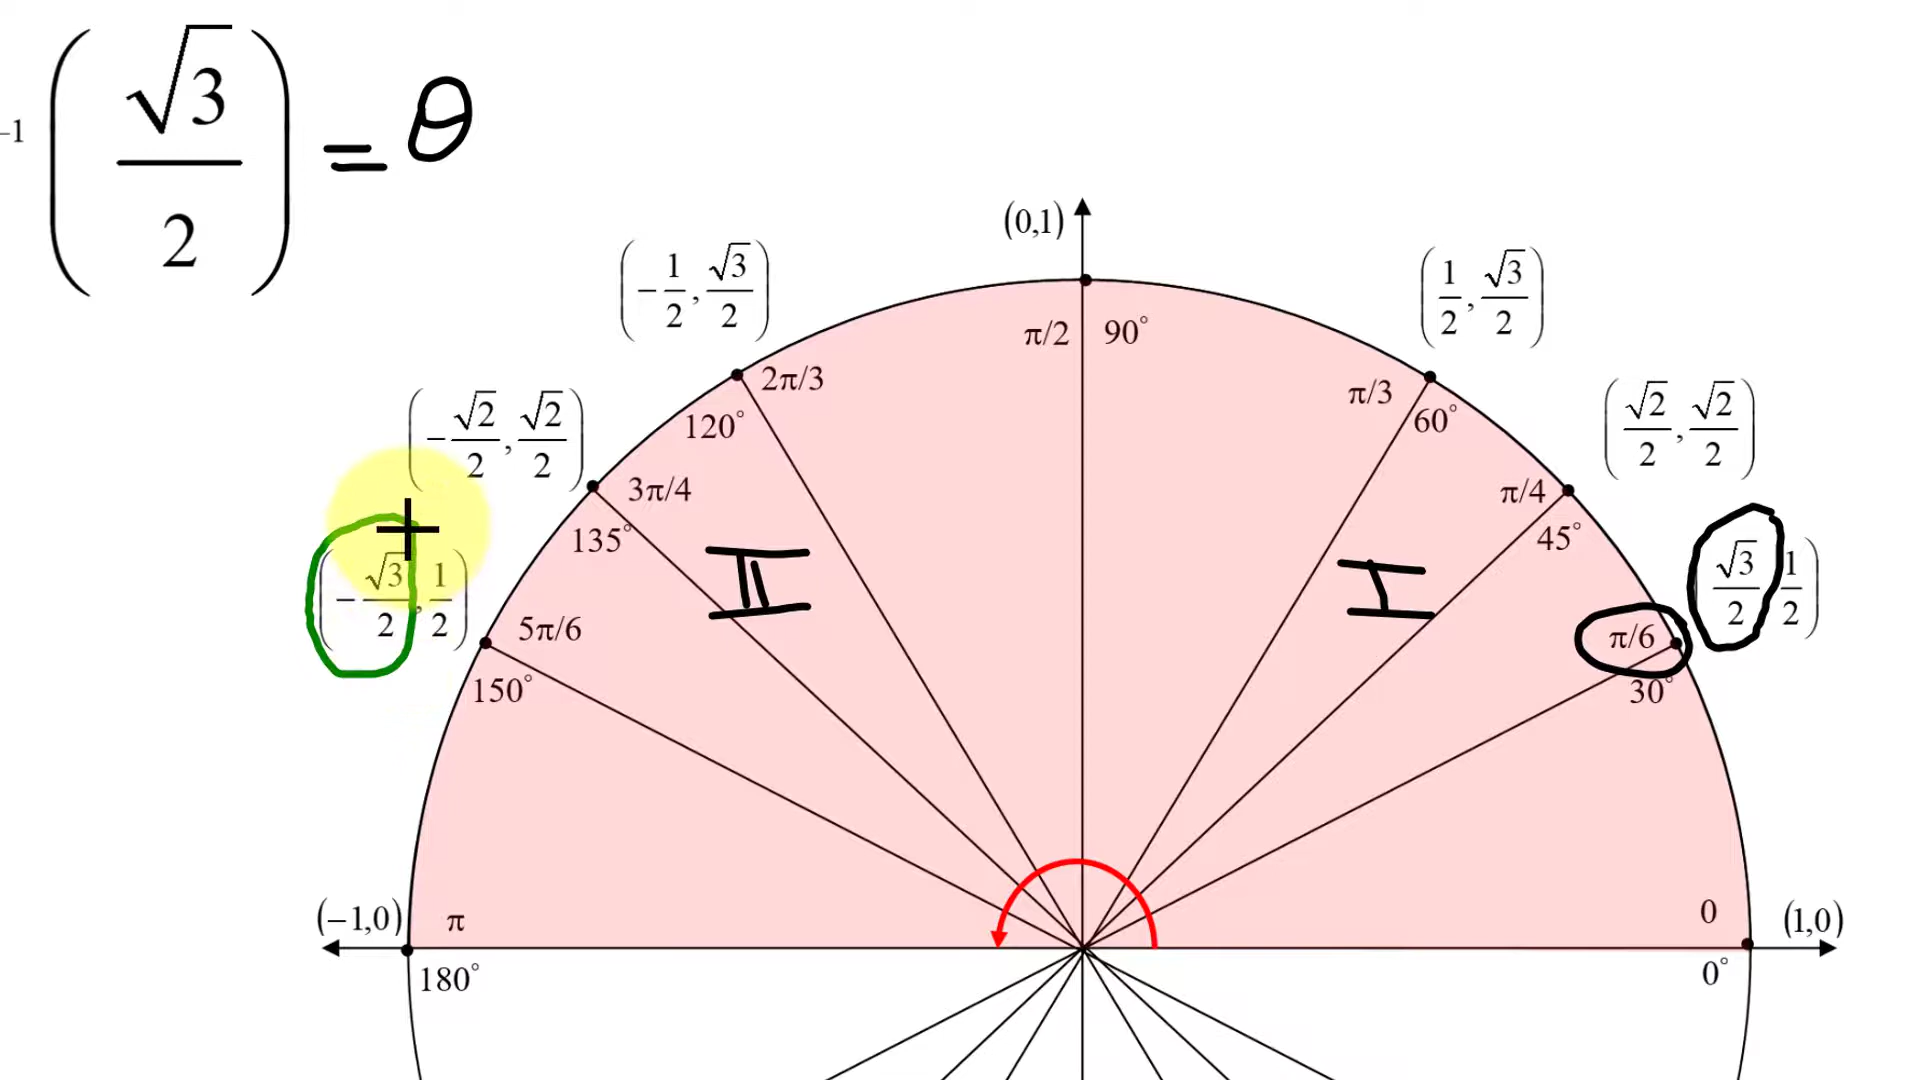 –1 ( √3 / 2 ) = θ
(0,1)
(–1/2, √3/2)
(1/2, √3/2)
π/2 90°
2π/3
π/3
120°
60°
(–√2/2, √2/2)
(√2/2, √2/2)
3π/4
π/4
135°
45°
II
I
(–√3/2, 1/2)
(√3/2 1/2)
5π/6
π/6
150°
30°
(–1,0) π
0 (1,0)
180°
0°